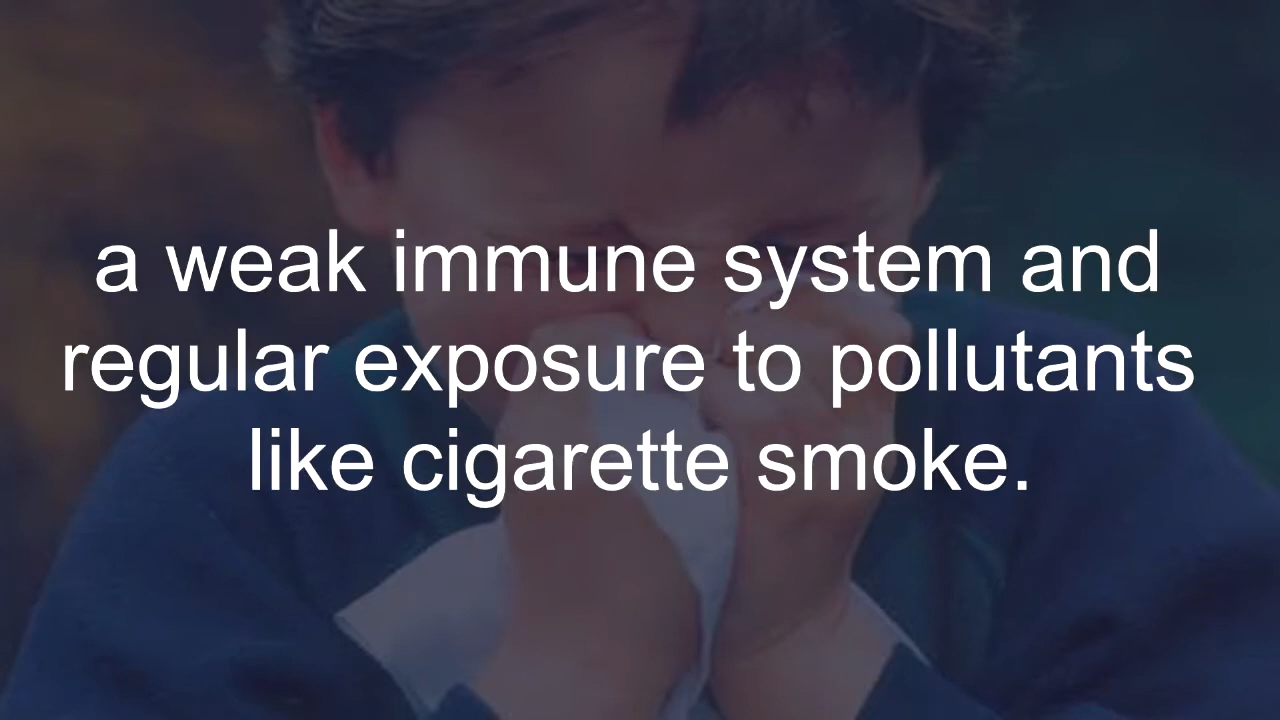 a weak immune system and
regular exposure to pollutants
like cigarette smoke.